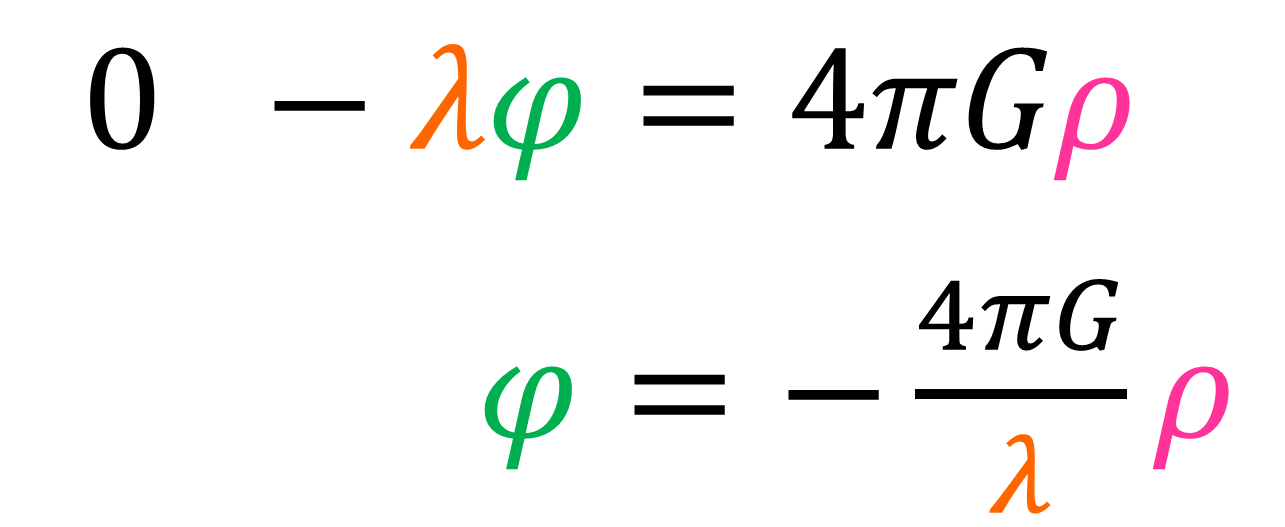 0 − λφ = 4πGρ
φ = − 4πG/λ ρ